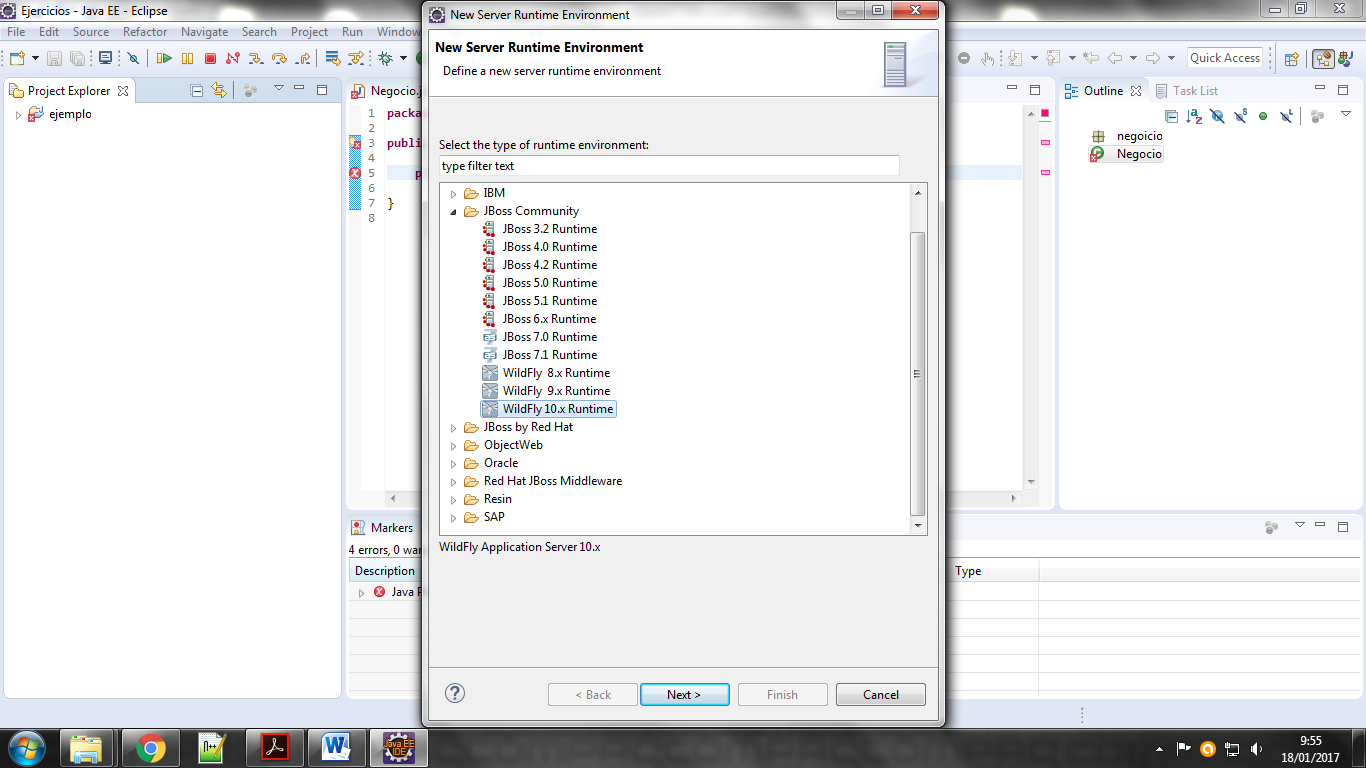 Ejercicios - Java EE - Eclipse
File Edit Source Refactor Navigate Search Project Run Window
Quick Access
Project Explorer
ejemplo
Negocio.j
1 packa
2
3 publi
4
5 p
6
7 }
8
New Server Runtime Environment
New Server Runtime Environment
Define a new server runtime environment
Select the type of runtime environment:
type filter text
IBM
JBoss Community
JBoss 3.2 Runtime
JBoss 4.0 Runtime
JBoss 4.2 Runtime
JBoss 5.0 Runtime
JBoss 5.1 Runtime
JBoss 6.x Runtime
JBoss 7.0 Runtime
JBoss 7.1 Runtime
WildFly 8.x Runtime
WildFly 9.x Runtime
WildFly 10.x Runtime
JBoss by Red Hat
ObjectWeb
Oracle
Red Hat JBoss Middleware
Resin
SAP
WildFly Application Server 10.x
< Back Next > Finish Cancel
Outline Task List
negoicio
Negocio
Markers
4 errors, 0 wa
Description Type
Java P
Java EE
IDE
9:55
18/01/2017